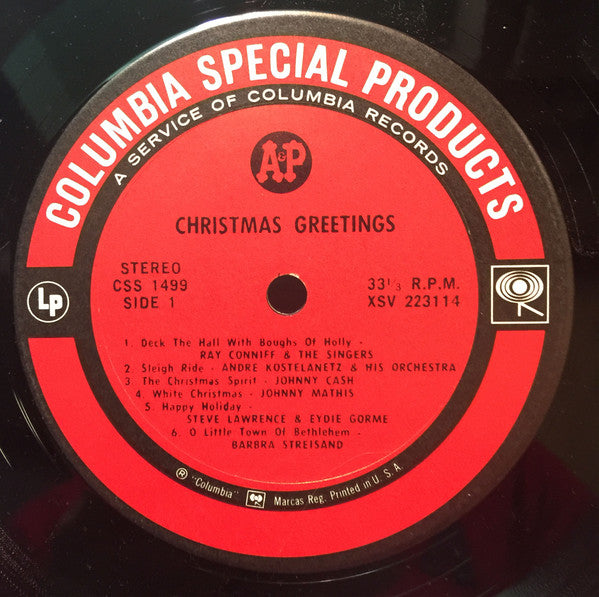 COLUMBIA SPECIAL PRODUCTS
A SERVICE OF COLUMBIA RECORDS
A&P
CHRISTMAS GREETINGS
STEREO
CSS 1499
SIDE 1
33⅓ R.P.M.
XSV 223114
Lp
1. Deck The Hall With Boughs Of Holly -
RAY CONNIFF & THE SINGERS
2. Sleigh Ride - ANDRE KOSTELANETZ & HIS ORCHESTRA
3. The Christmas Spirit - JOHNNY CASH
4. White Christmas - JOHNNY MATHIS
5. Happy Holiday -
STEVE LAWRENCE & EYDIE GORME
6. O Little Town Of Bethlehem -
BARBRA STREISAND
® "Columbia" Marcas Reg. Printed in U. S. A.